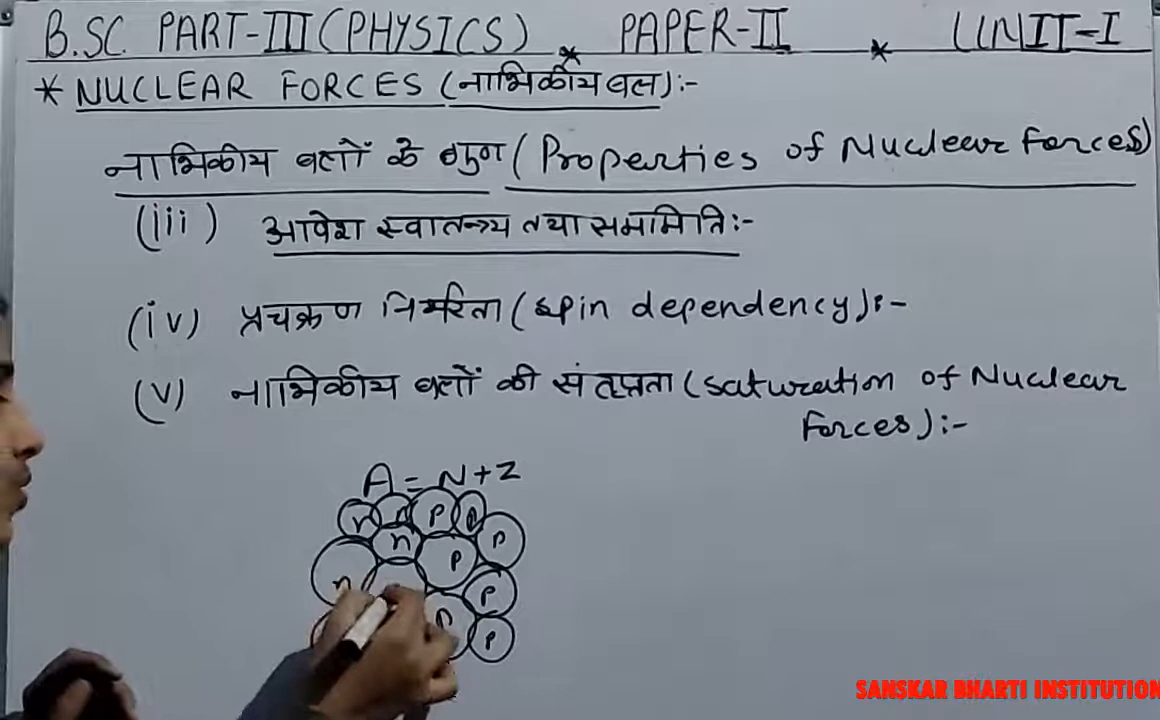 B.SC. PART-III (PHYSICS) * PAPER-II * UNIT-I
* NUCLEAR FORCES (नाभिकीय बल):-
नाभिकीय बलों के गुण (Properties of Nuclear Forces)
(iii) आवेश स्वातन्त्र्य तथा सममिति:-
(iv) प्रचक्रण निर्भरता (spin dependency):-
(v) नाभिकीय बलों की संतृप्तता (saturation of Nuclear
Forces):-
A = N+Z
n p
n p p
n p
n p
SANSKAR BHARTI INSTITUTION